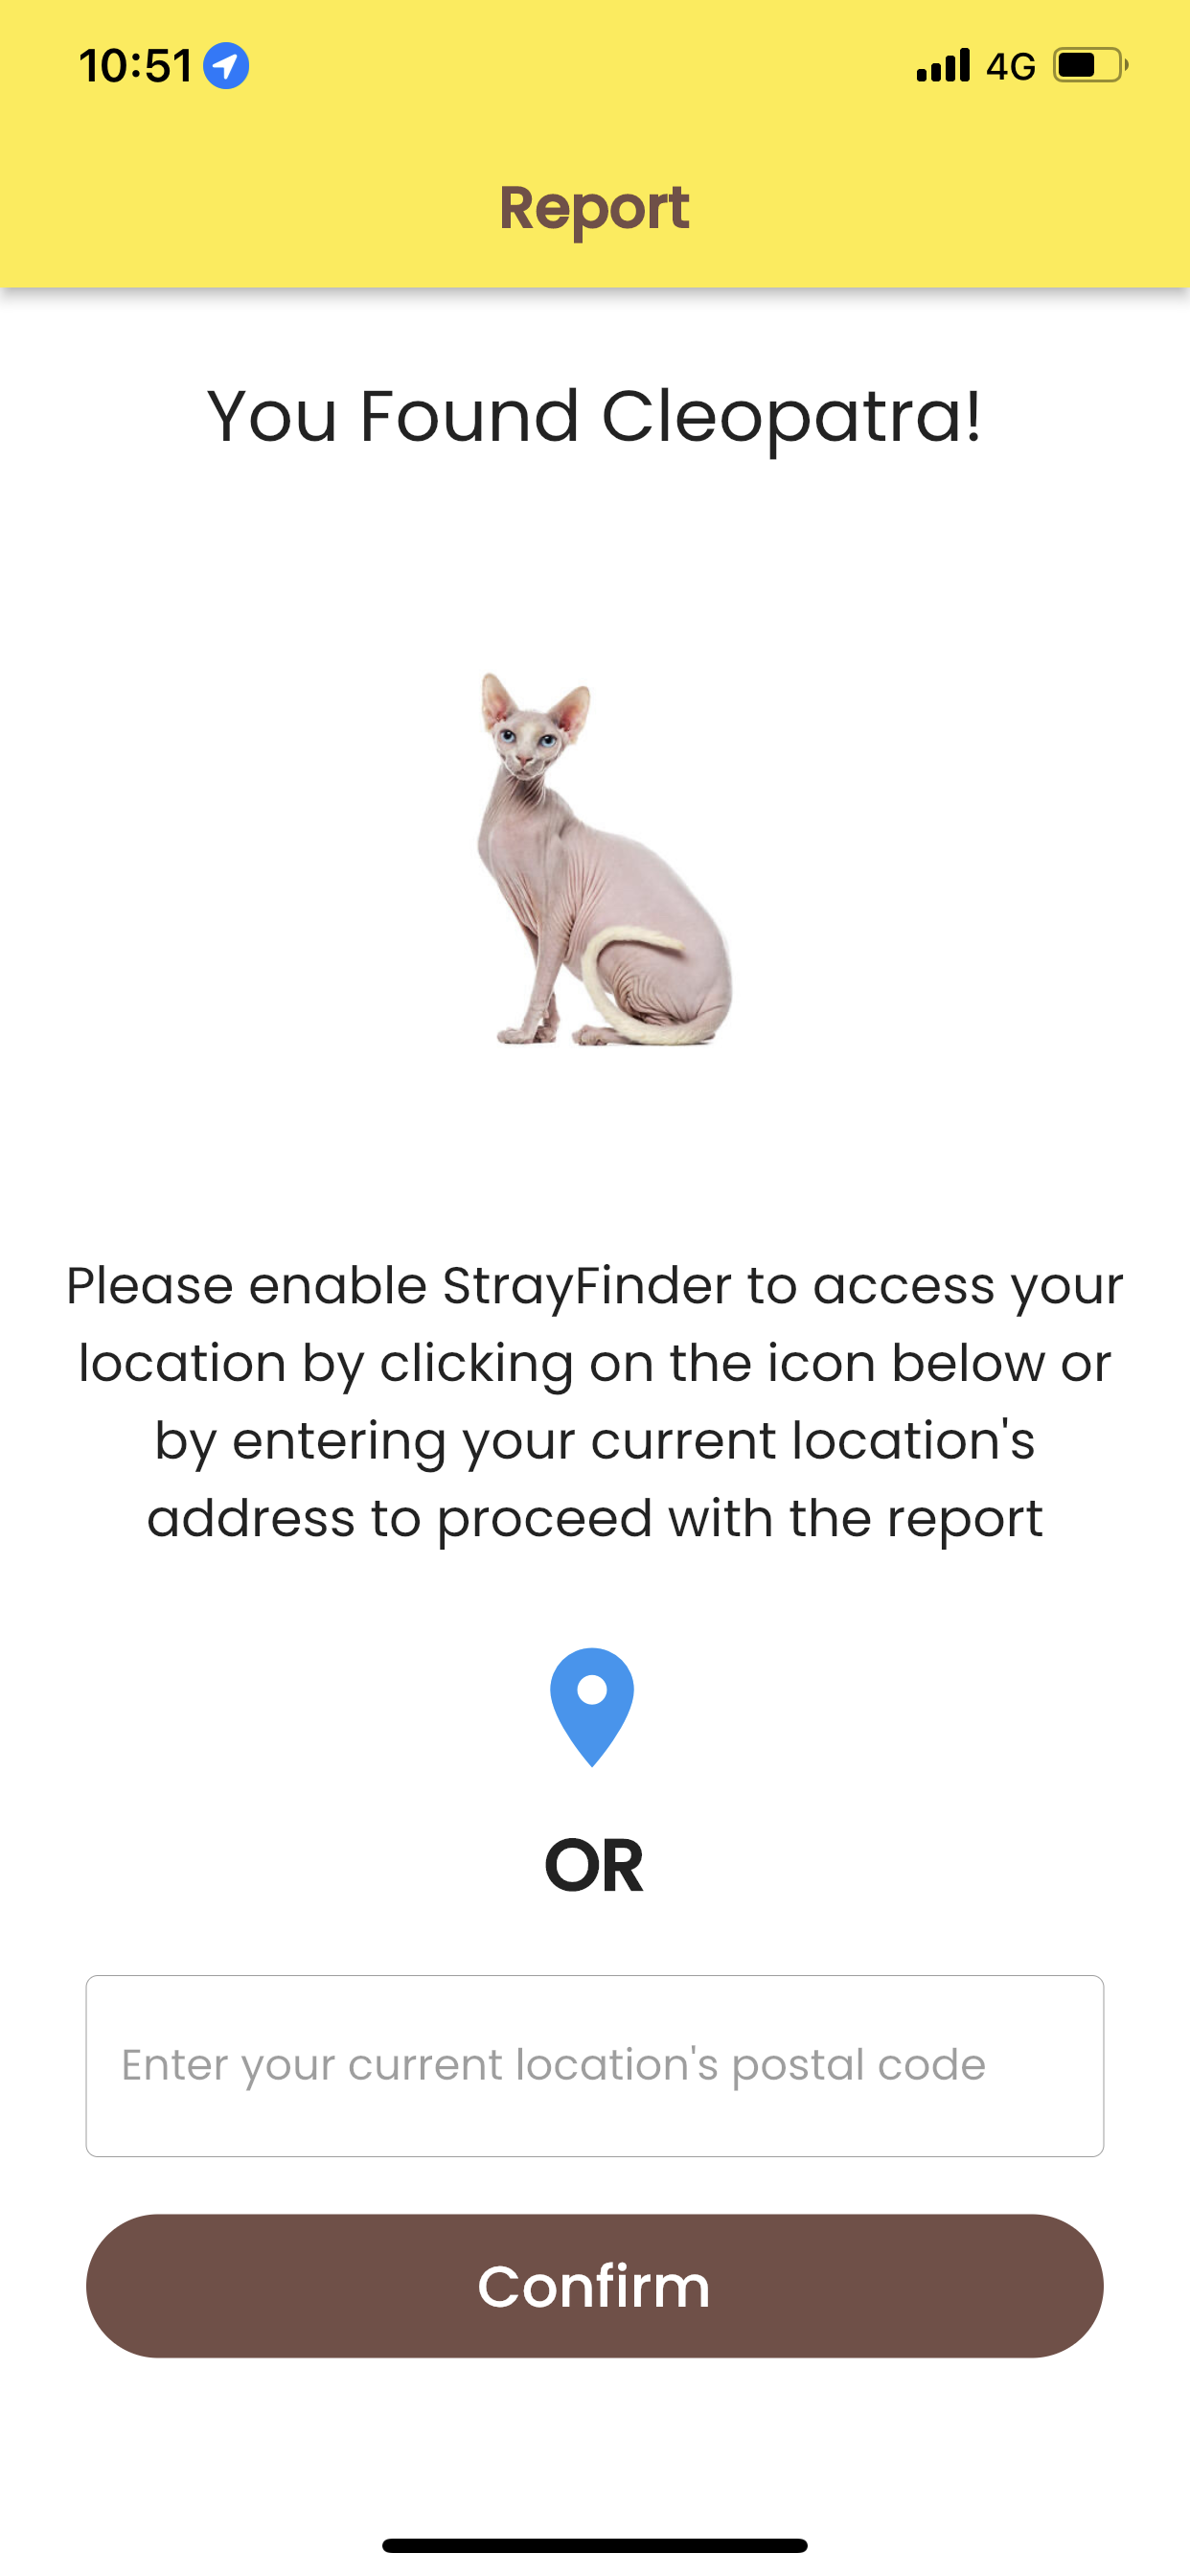 10:51
4G
Report
You Found Cleopatra!
Please enable StrayFinder to access your
location by clicking on the icon below or
by entering your current location's
address to proceed with the report
OR
Enter your current location's postal code
Confirm